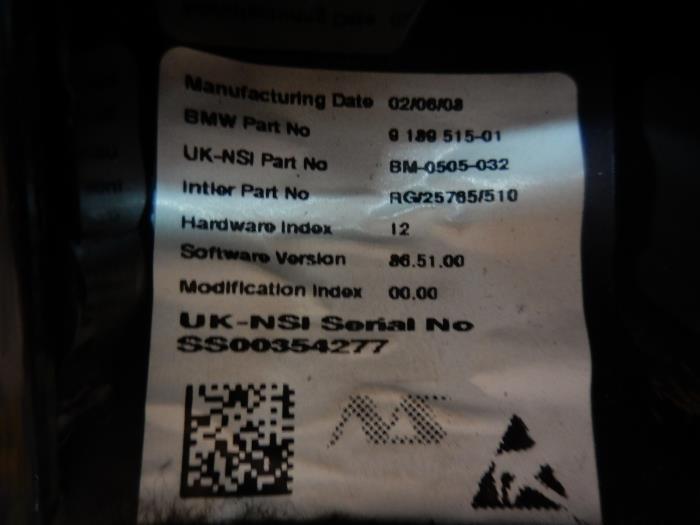 Manufacturing Date 02/06/08
BMW Part No 9 189 515-01
UK-NSI Part No BM-0505-032
Intier Part No RG/25765/510
Hardware Index 12
Software Version 86.51.00
Modification Index 00.00
UK-NSI Serial No
SS00354277